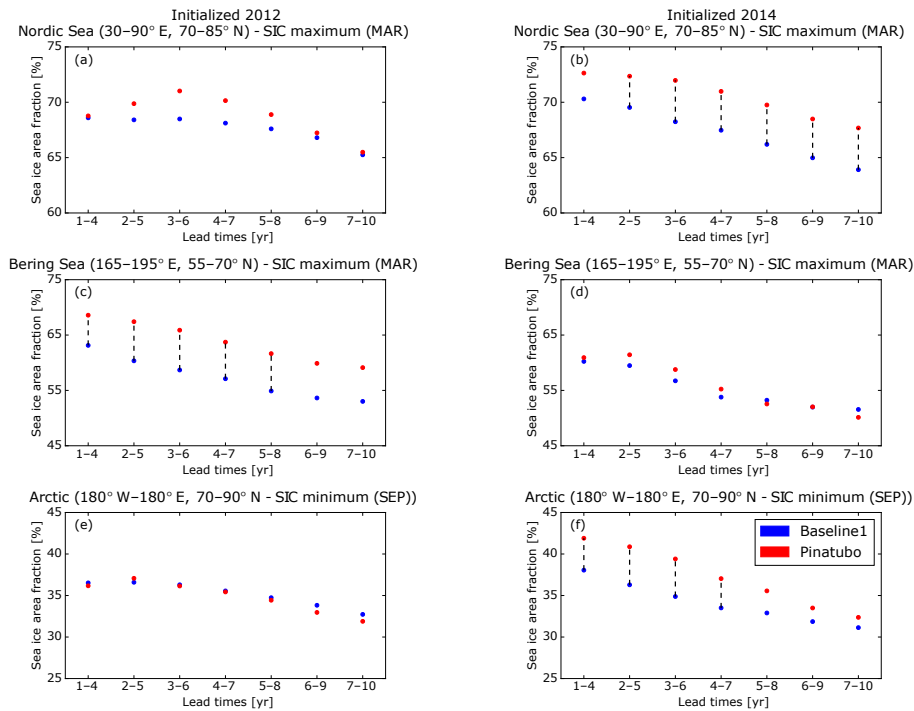 Initialized 2012
Nordic Sea (30–90° E, 70–85° N) - SIC maximum (MAR)
(a)
Sea ice area fraction [%]
75
70
65
60
1–4 2–5 3–6 4–7 5–8 6–9 7–10
Lead times [yr]
Initialized 2014
Nordic Sea (30–90° E, 70–85° N) - SIC maximum (MAR)
(b)
Sea ice area fraction [%]
75
70
65
60
1–4 2–5 3–6 4–7 5–8 6–9 7–10
Lead times [yr]
Bering Sea (165–195° E, 55–70° N) - SIC maximum (MAR)
(c)
Sea ice area fraction [%]
75
65
55
45
1–4 2–5 3–6 4–7 5–8 6–9 7–10
Lead times [yr]
Bering Sea (165–195° E, 55–70° N) - SIC maximum (MAR)
(d)
Sea ice area fraction [%]
75
65
55
45
1–4 2–5 3–6 4–7 5–8 6–9 7–10
Lead times [yr]
Arctic (180° W–180° E, 70–90° N - SIC minimum (SEP))
(e)
Sea ice area fraction [%]
45
40
35
30
25
1–4 2–5 3–6 4–7 5–8 6–9 7–10
Lead times [yr]
Arctic (180° W–180° E, 70–90° N - SIC minimum (SEP))
(f)
Baseline1
Pinatubo
Sea ice area fraction [%]
45
40
35
30
25
1–4 2–5 3–6 4–7 5–8 6–9 7–10
Lead times [yr]